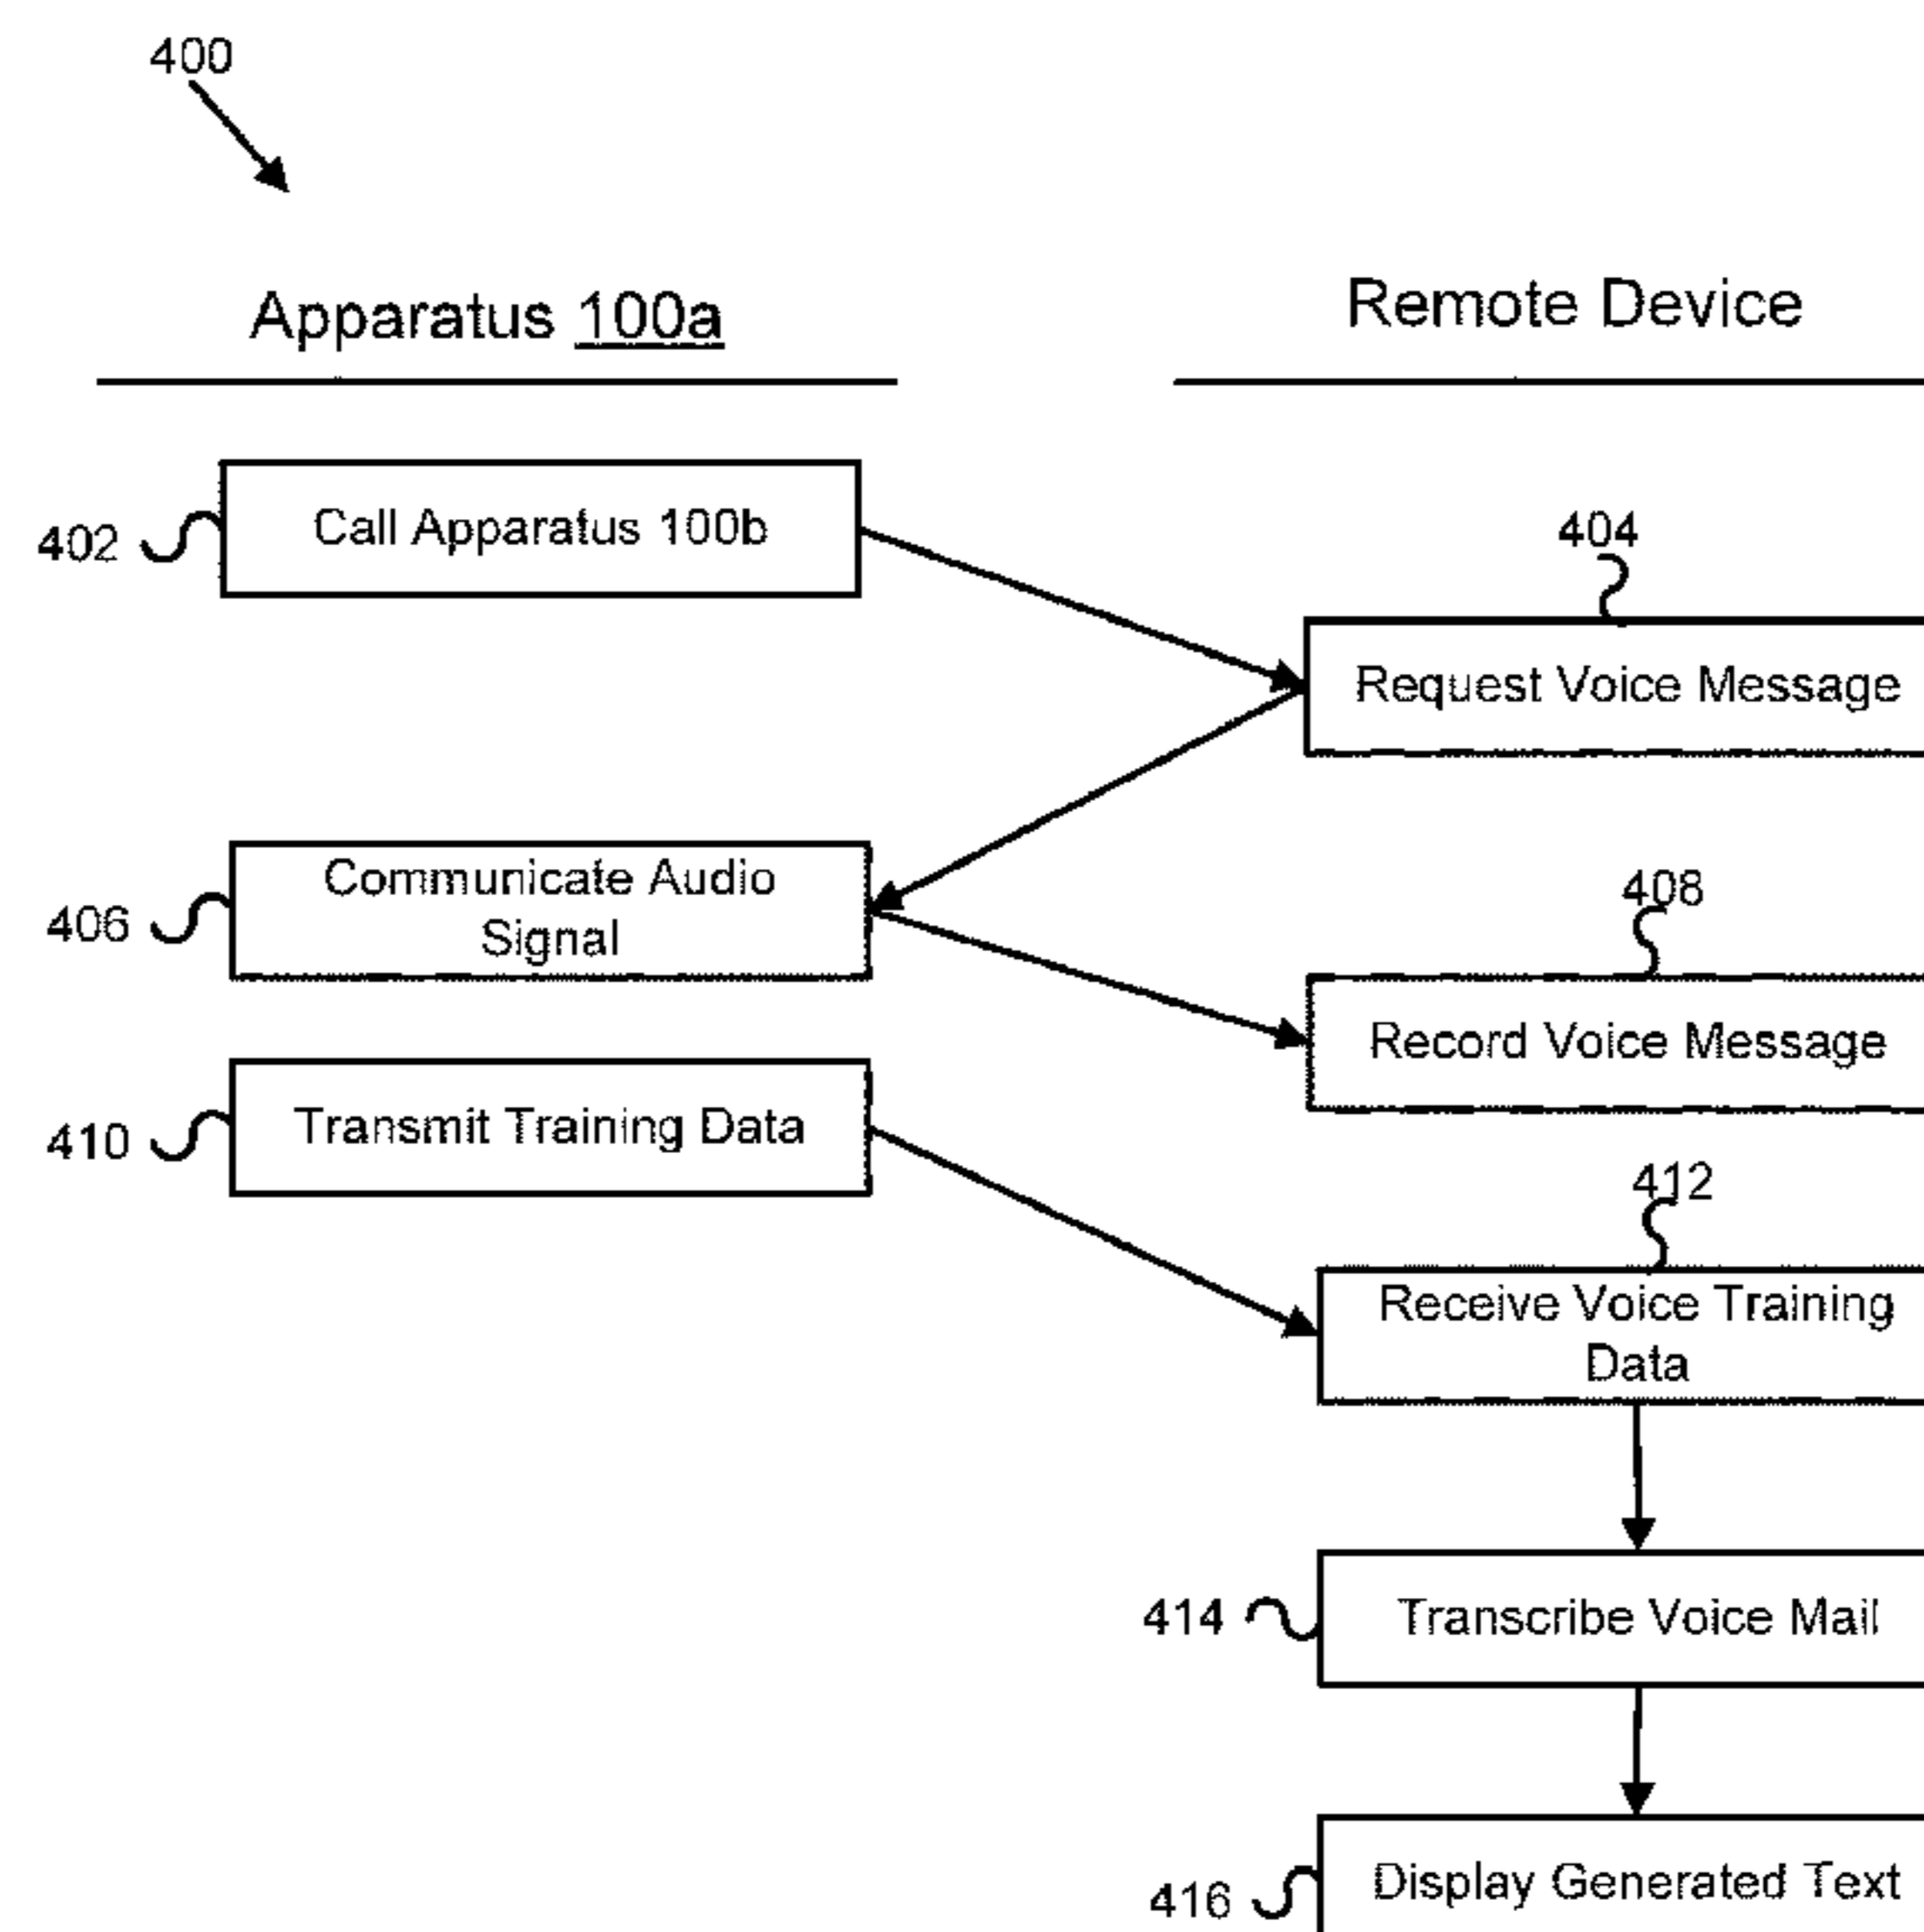 400
Apparatus 100a
Remote Device
402
Call Apparatus 100b
404
Request Voice Message
406
Communicate Audio
Signal
408
Record Voice Message
410
Transmit Training Data
412
Receive Voice Training
Data
414
Transcribe Voice Mail
416
Display Generated Text